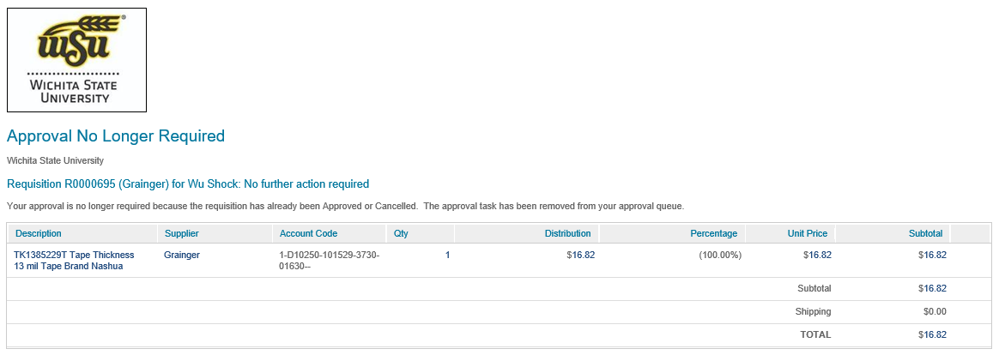 wsu®
WICHITA STATE
UNIVERSITY
Approval No Longer Required
Wichita State University
Requisition R0000695 (Grainger) for Wu Shock: No further action required
Your approval is no longer required because the requisition has already been Approved or Cancelled.  The approval task has been removed from your approval queue.
Description Supplier Account Code Qty Distribution Percentage Unit Price Subtotal
TK1385229T Tape Thickness Grainger 1-D10250-101529-3730- 1 $16.82 (100.00%) $16.82 $16.82
13 mil Tape Brand Nashua 01630--
Subtotal $16.82
Shipping $0.00
TOTAL $16.82